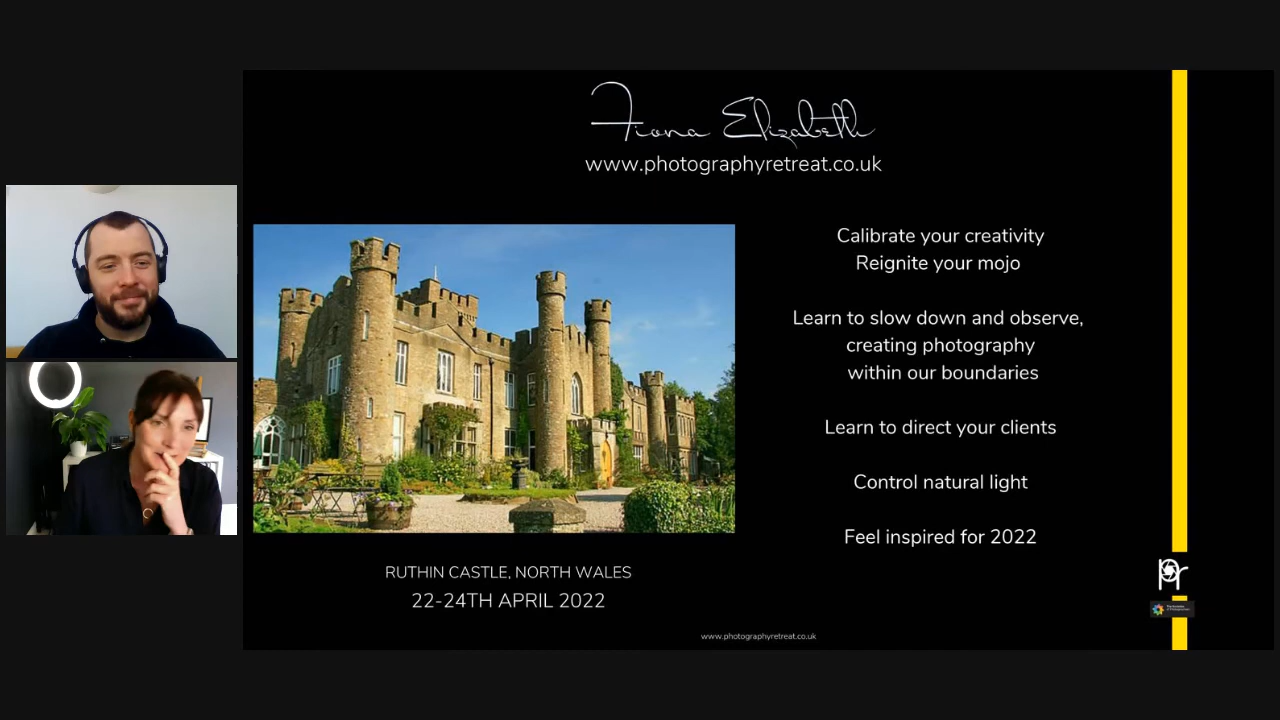 Fiona Elizabeth
www.photographyretreat.co.uk
Calibrate your creativity
Reignite your mojo
Learn to slow down and observe,
creating photography
within our boundaries
Learn to direct your clients
Control natural light
Feel inspired for 2022
RUTHIN CASTLE, NORTH WALES
22-24TH APRIL 2022
pr
www.photographyretreat.co.uk